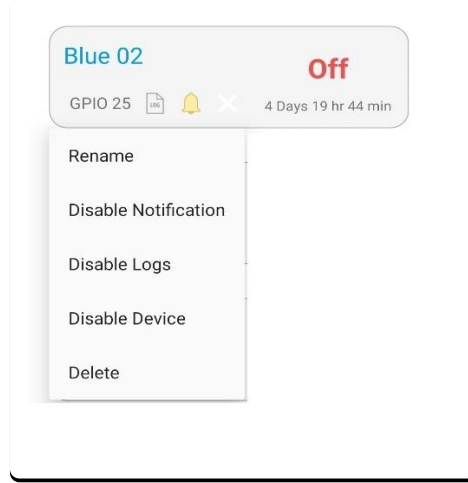 Blue 02
Off
GPIO 25 LOG 4 Days 19 hr 44 min
Rename
Disable Notification
Disable Logs
Disable Device
Delete